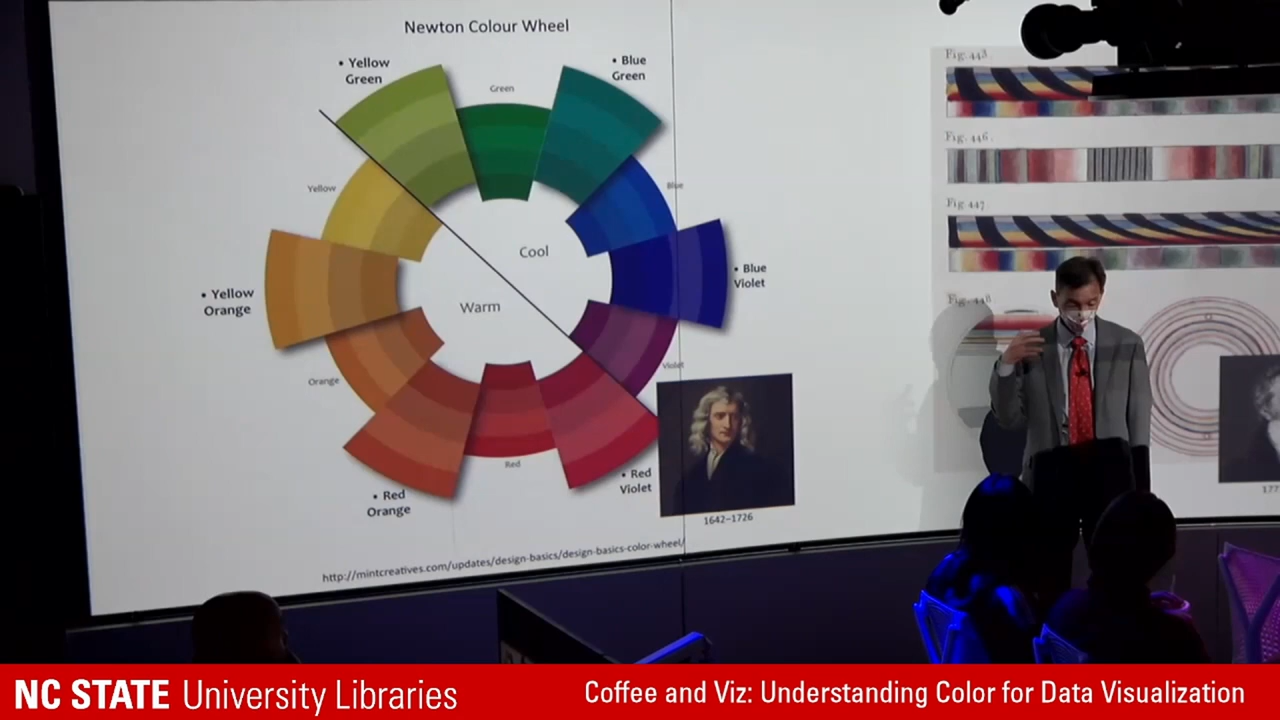 Newton Colour Wheel
• Yellow
Green
Green
• Blue
Green
Yellow
Blue
Cool
• Yellow
Orange
• Blue
Violet
Warm
Orange
Violet
Red
• Red
Violet
• Red
Orange
1642–1726
http://mintcreatives.com/updates/design-basics/design-basics-color-wheel/
Fig. 443
Fig. 446.
Fig. 447.
Fig. 448
177
NC STATE University Libraries
Coffee and Viz: Understanding Color for Data Visualization